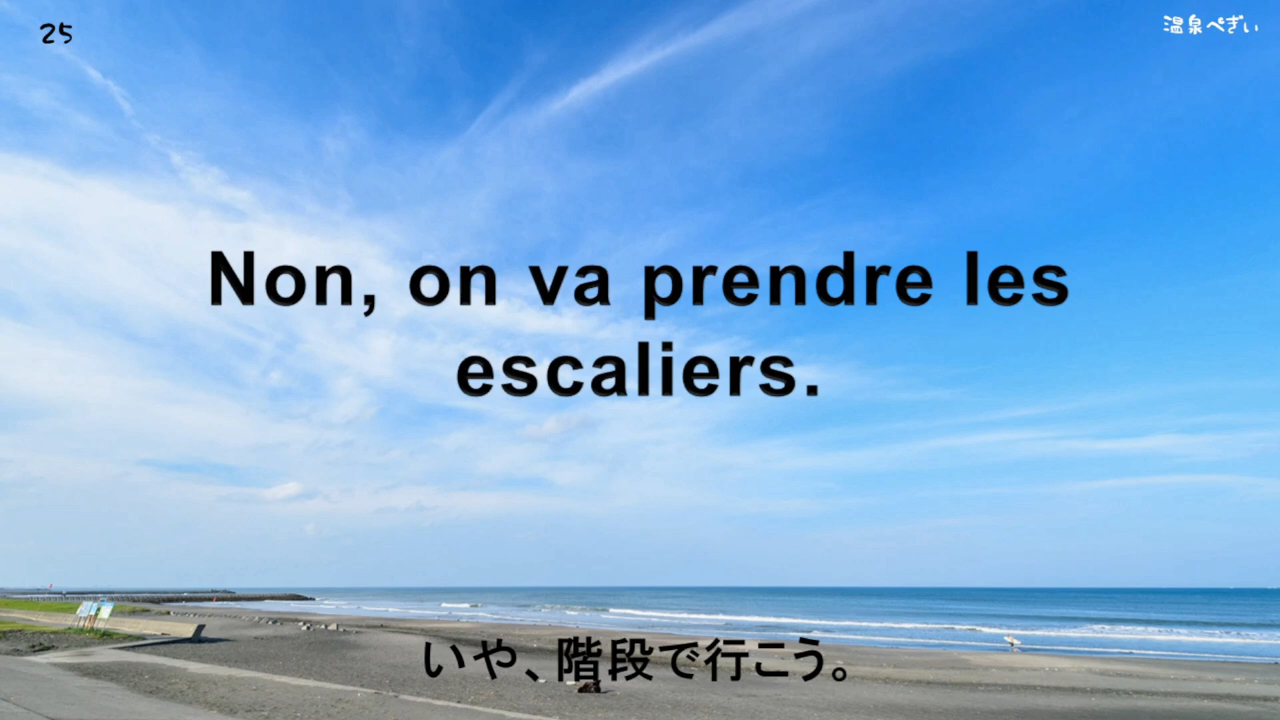 25
温泉ぺぎぃ
Non, on va prendre les
escaliers.
いや、階段で行こう。